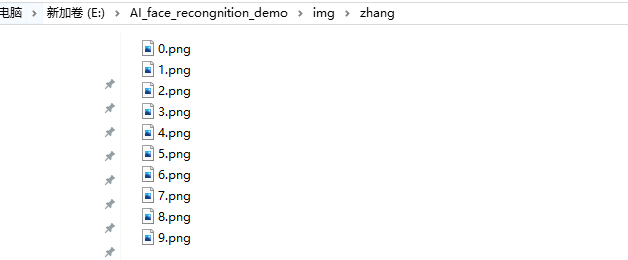 电脑 > 新加卷 (E:) > AI_face_recongnition_demo > img > zhang
0.png
1.png
2.png
3.png
4.png
5.png
6.png
7.png
8.png
9.png